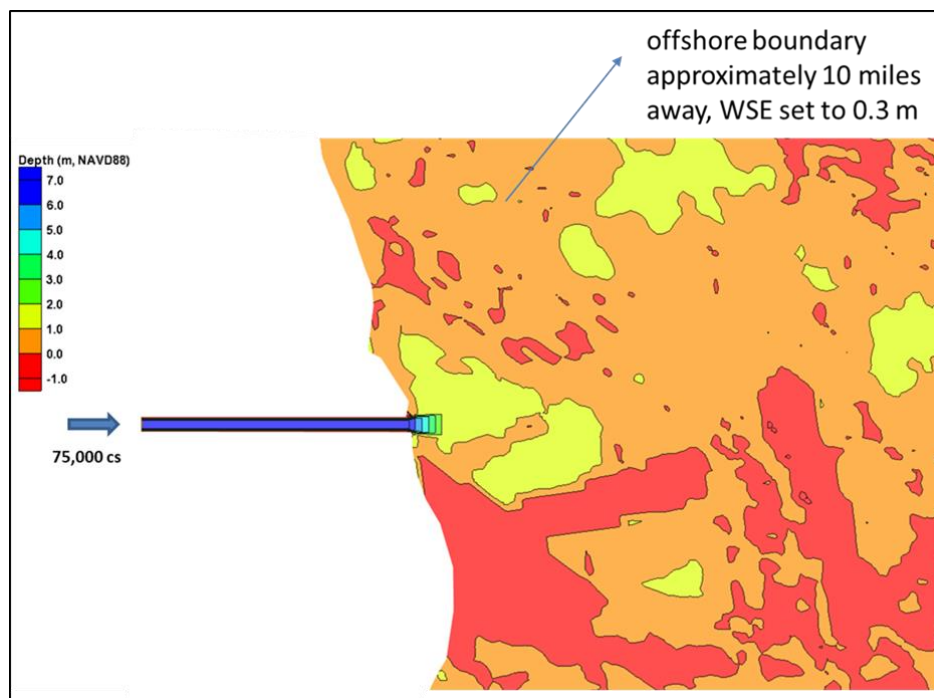 offshore boundary
approximately 10 miles
away, WSE set to 0.3 m
Depth (m, NAVD88)
7.0
6.0
5.0
4.0
3.0
2.0
1.0
0.0
-1.0
75,000 cs